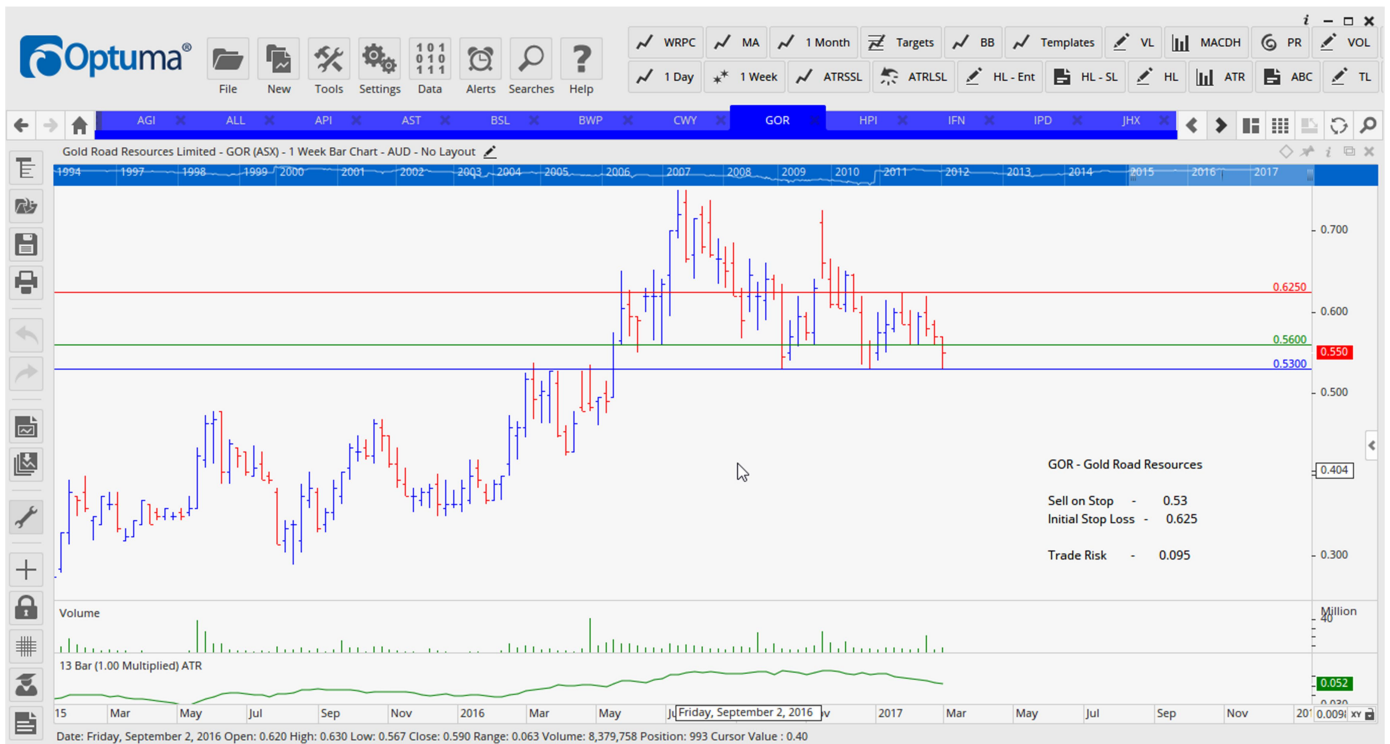 i
Optuma®
File New Tools Settings Data Alerts Searches Help
101
010
111
WRPC MA 1 Month Targets BB Templates VL MACDH PR VOL
1 Day 1 Week ATRSSL ATRLSL HL - Ent HL - SL HL ATR ABC TL
AGI ALL API AST BSL BWP CWY GOR HPI IFN IPD JHX
Gold Road Resources Limited - GOR (ASX) - 1 Week Bar Chart - AUD - No Layout
1994 1997 1998 1999 2000 2001 2002 2003 2004 2005 2006 2007 2008 2009 2010 2011 2012 2013 2014 2015 2016 2017
0.700
0.6250
0.600
0.5600
0.550
0.5300
0.500
GOR - Gold Road Resources
0.404
Sell on Stop - 0.53
Initial Stop Loss - 0.625
Trade Risk - 0.095
0.300
Volume
Million
40
13 Bar (1.00 Multiplied) ATR
0.052
15 Mar May Jul Sep Nov 2016 Mar May Friday, September 2, 2016 2017 Mar May Jul Sep Nov
XY
Date: Friday, September 2, 2016 Open: 0.620 High: 0.630 Low: 0.567 Close: 0.590 Range: 0.063 Volume: 8,379,758 Position: 993 Cursor Value : 0.40